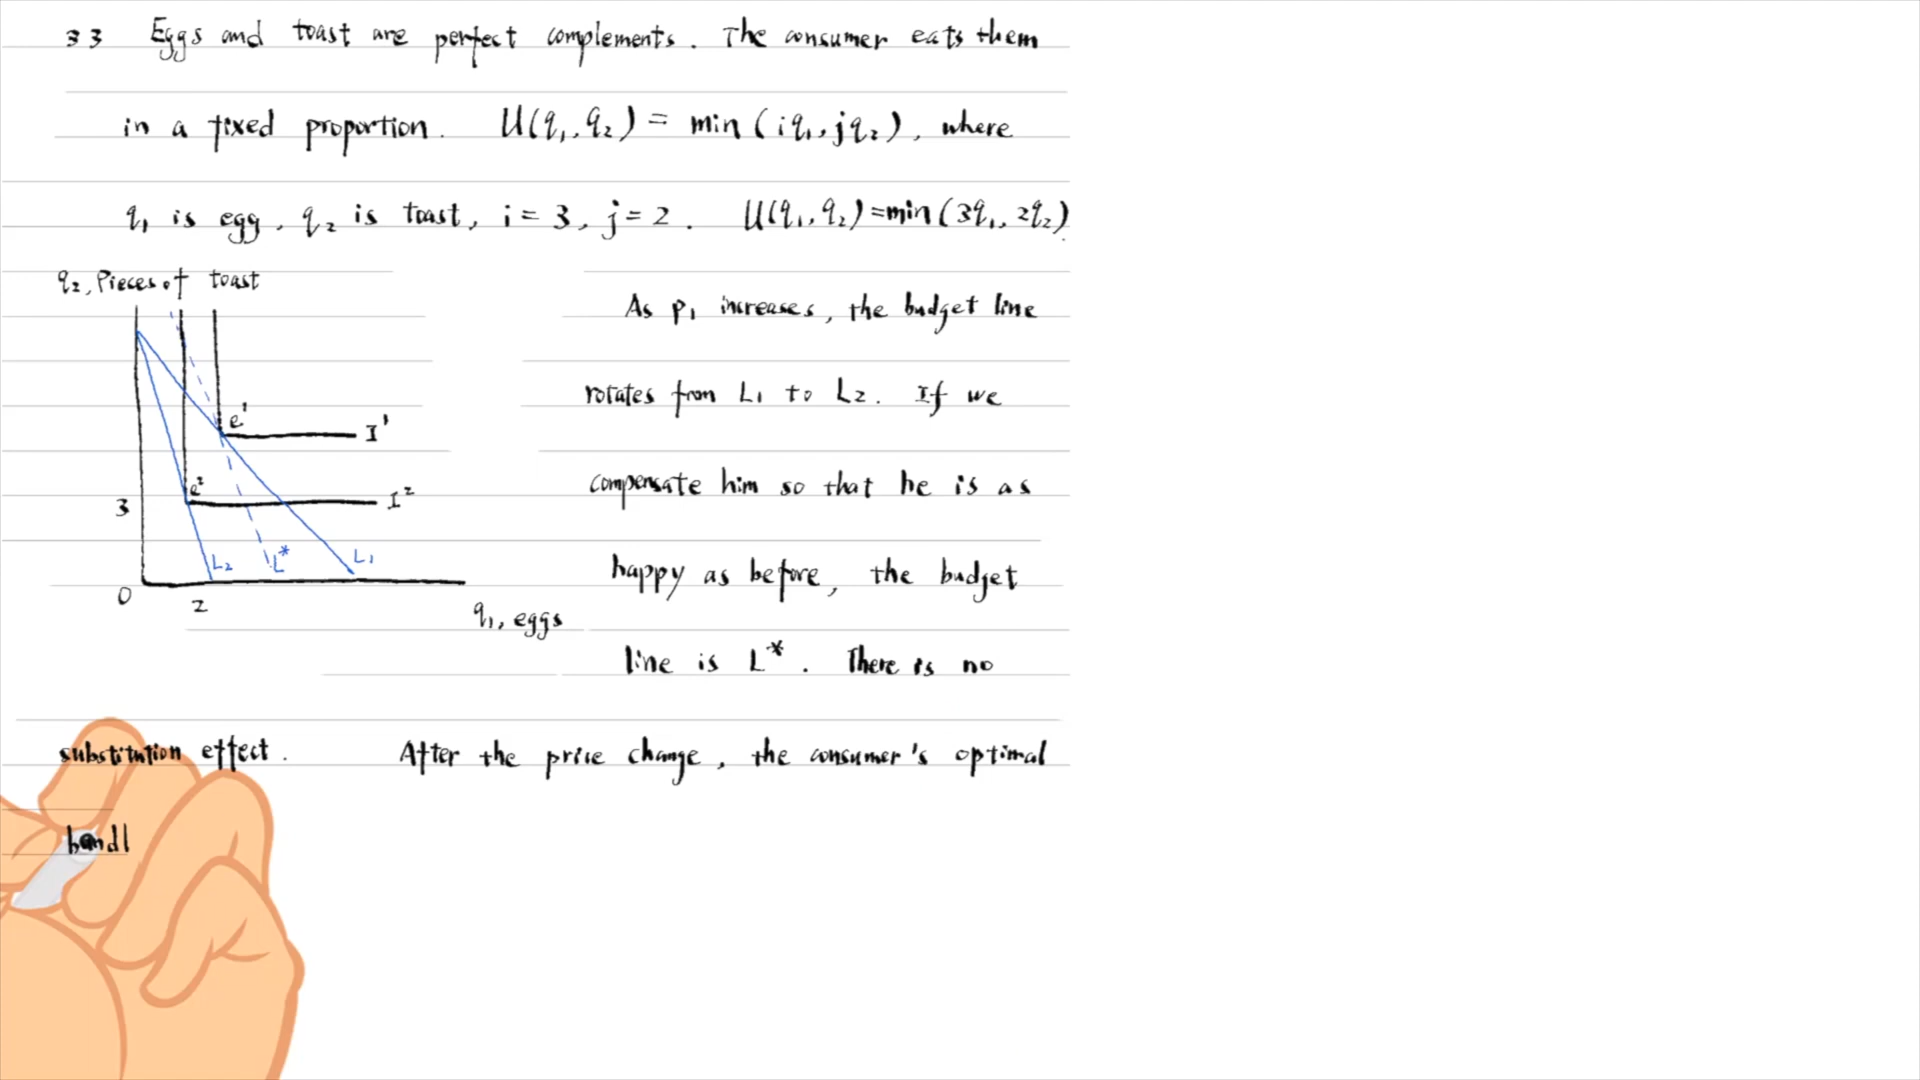 33 Eggs and toast are perfect complements. The consumer eats them
in a fixed proportion. U(q₁, q₂) = min (iq₁, jq₂), where
q₁ is egg, q₂ is toast, i = 3, j = 2. U(q₁, q₂)=min(3q₁, 2q₂).
q₂, Pieces of toast
e¹
I¹
e²
I²
3
L₂
L*
L₁
0
2
q₁, eggs
As p₁ increases, the budget line
rotates from L₁ to L₂. If we
compensate him so that he is as
happy as before, the budget
line is L*. There is no
substitution effect. After the price change, the consumer's optimal
bundl